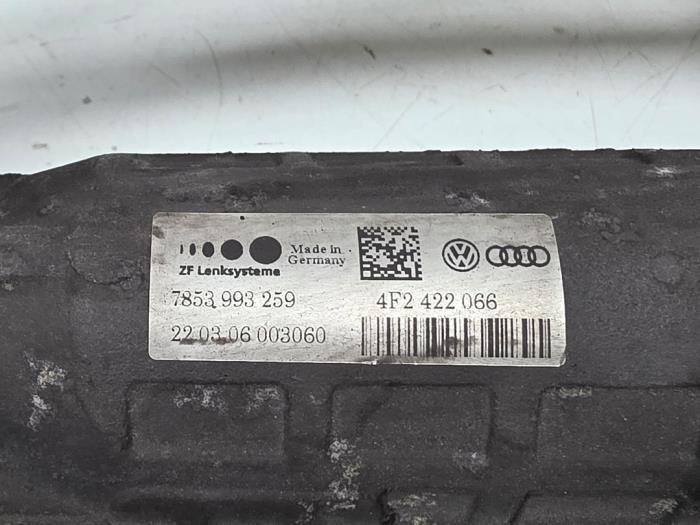 ZF Lenksysteme
Made in
Germany
7853 993 259
22.03.06 003060
4F2 422 066